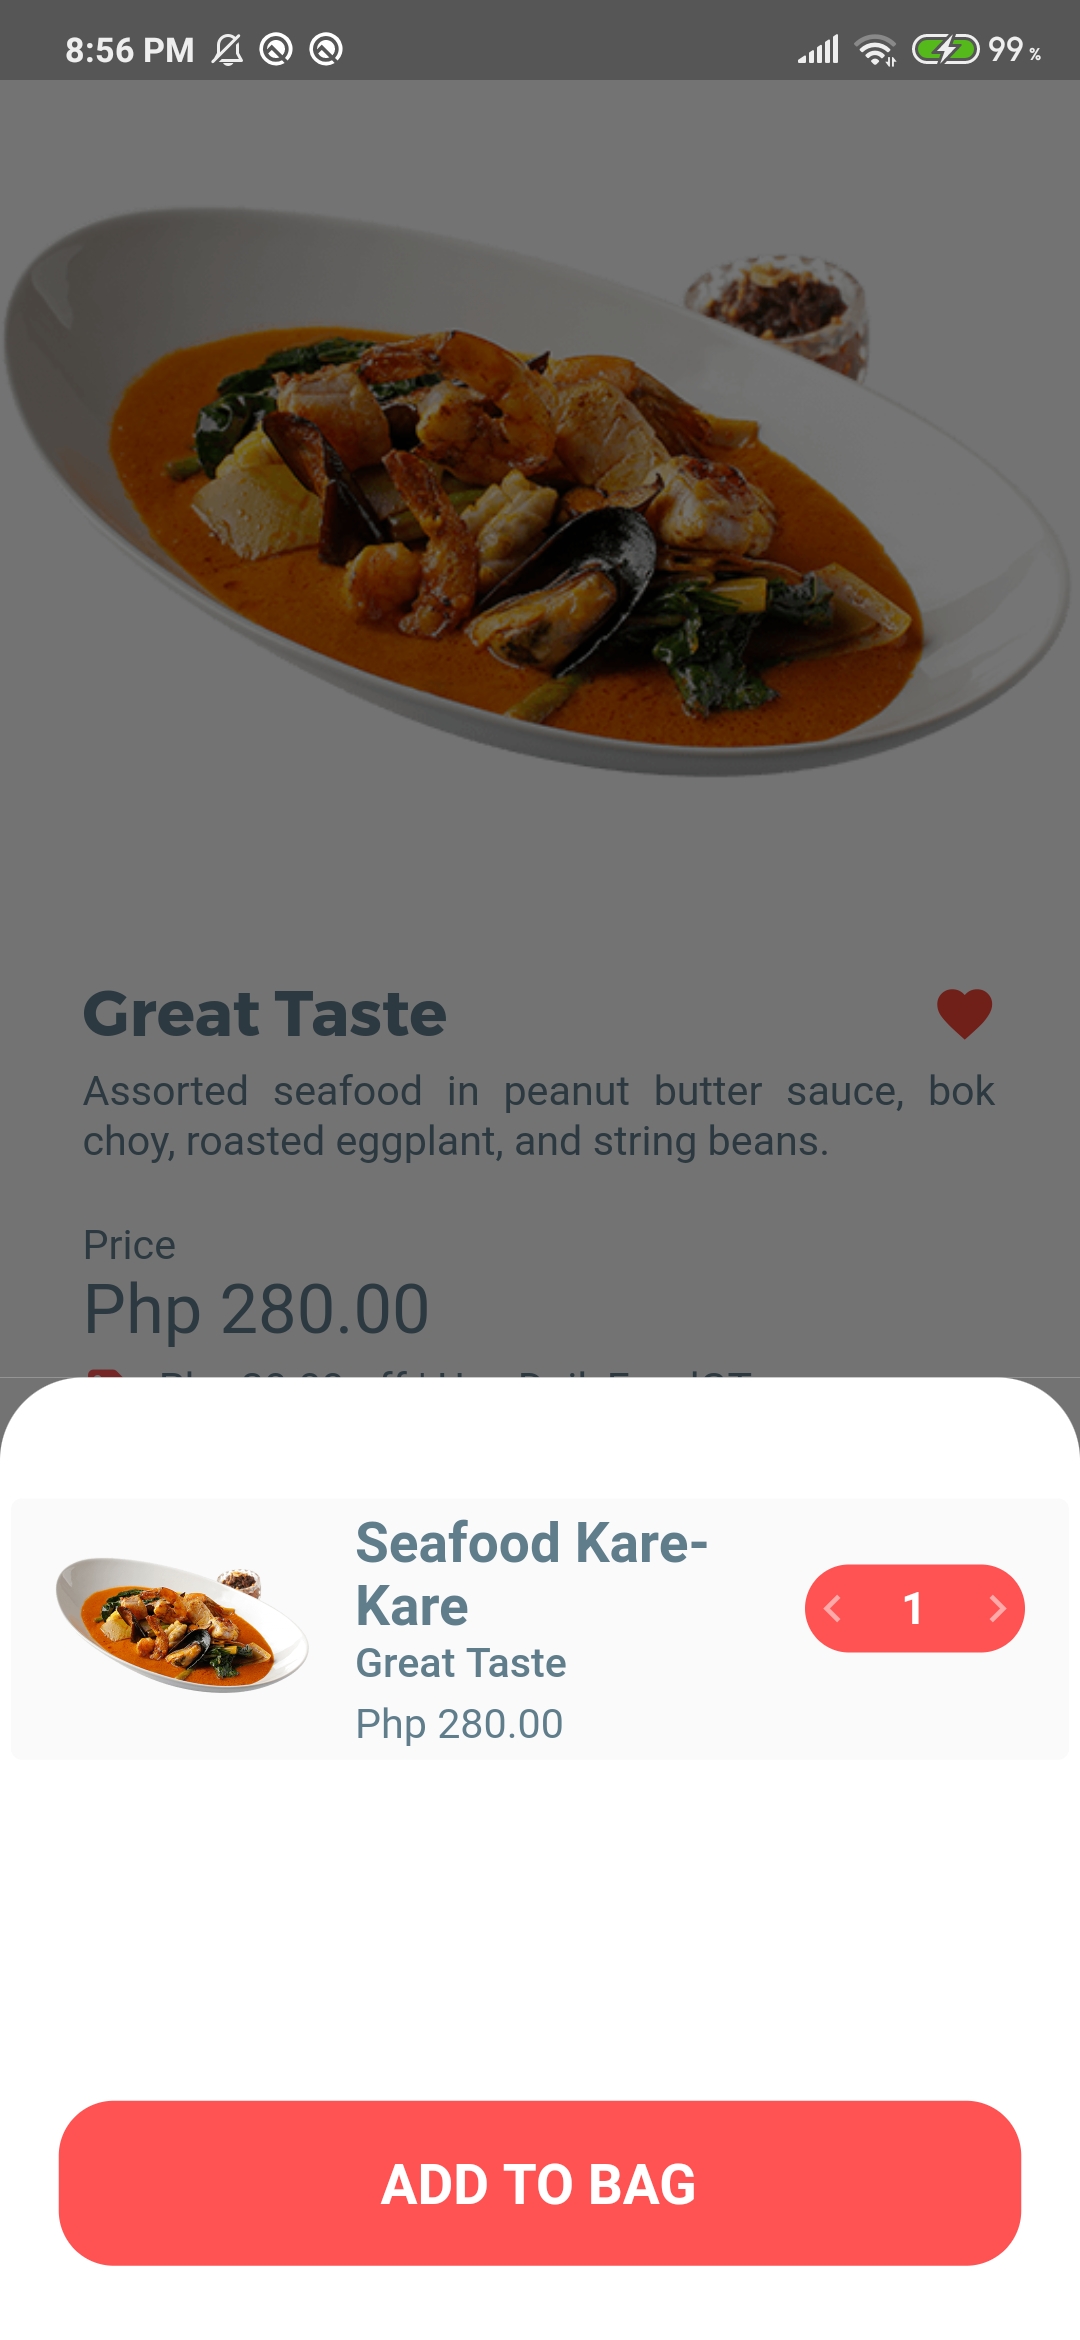 8:56 PM
99 %
Great Taste
Assorted seafood in peanut butter sauce, bok
choy, roasted eggplant, and string beans.
Price
Php 280.00
Seafood Kare-
Kare
Great Taste
Php 280.00
1
ADD TO BAG